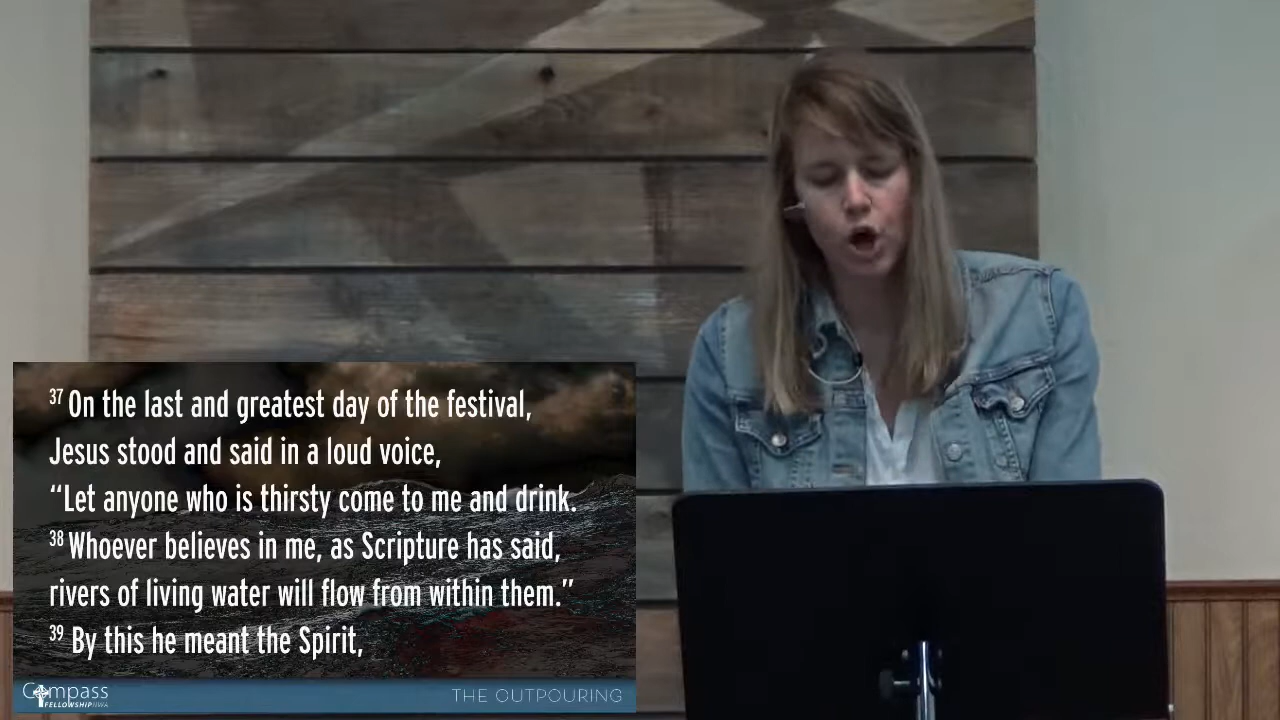 37 On the last and greatest day of the festival,
Jesus stood and said in a loud voice,
“Let anyone who is thirsty come to me and drink.
38 Whoever believes in me, as Scripture has said,
rivers of living water will flow from within them.”
39 By this he meant the Spirit,
Compass
FELLOWSHIP NWA
THE OUTPOURING